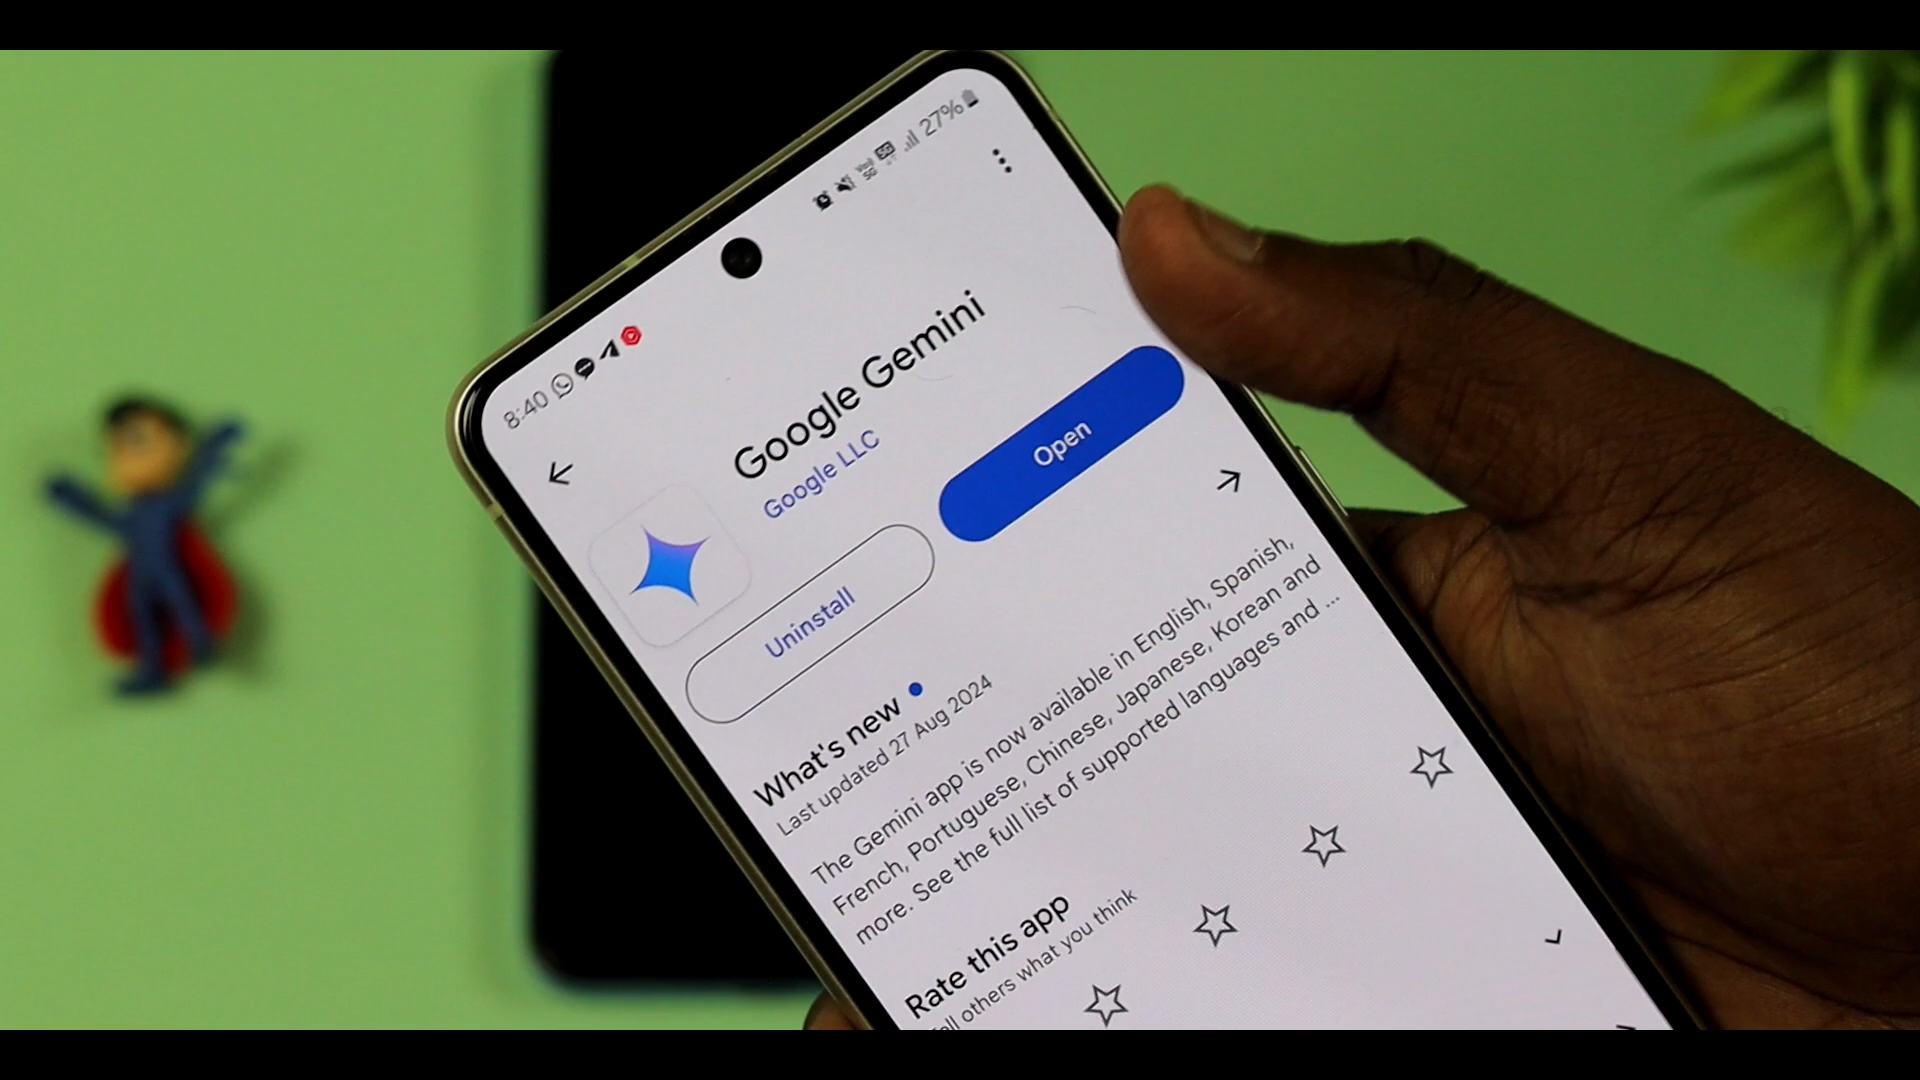 8:40
27%
Google Gemini
Google LLC
Uninstall
Open
What's new
Last updated 27 Aug 2024
The Gemini app is now available in English, Spanish,
French, Portuguese, Chinese, Japanese, Korean and
more. See the full list of supported languages and ...
Rate this app
Tell others what you think